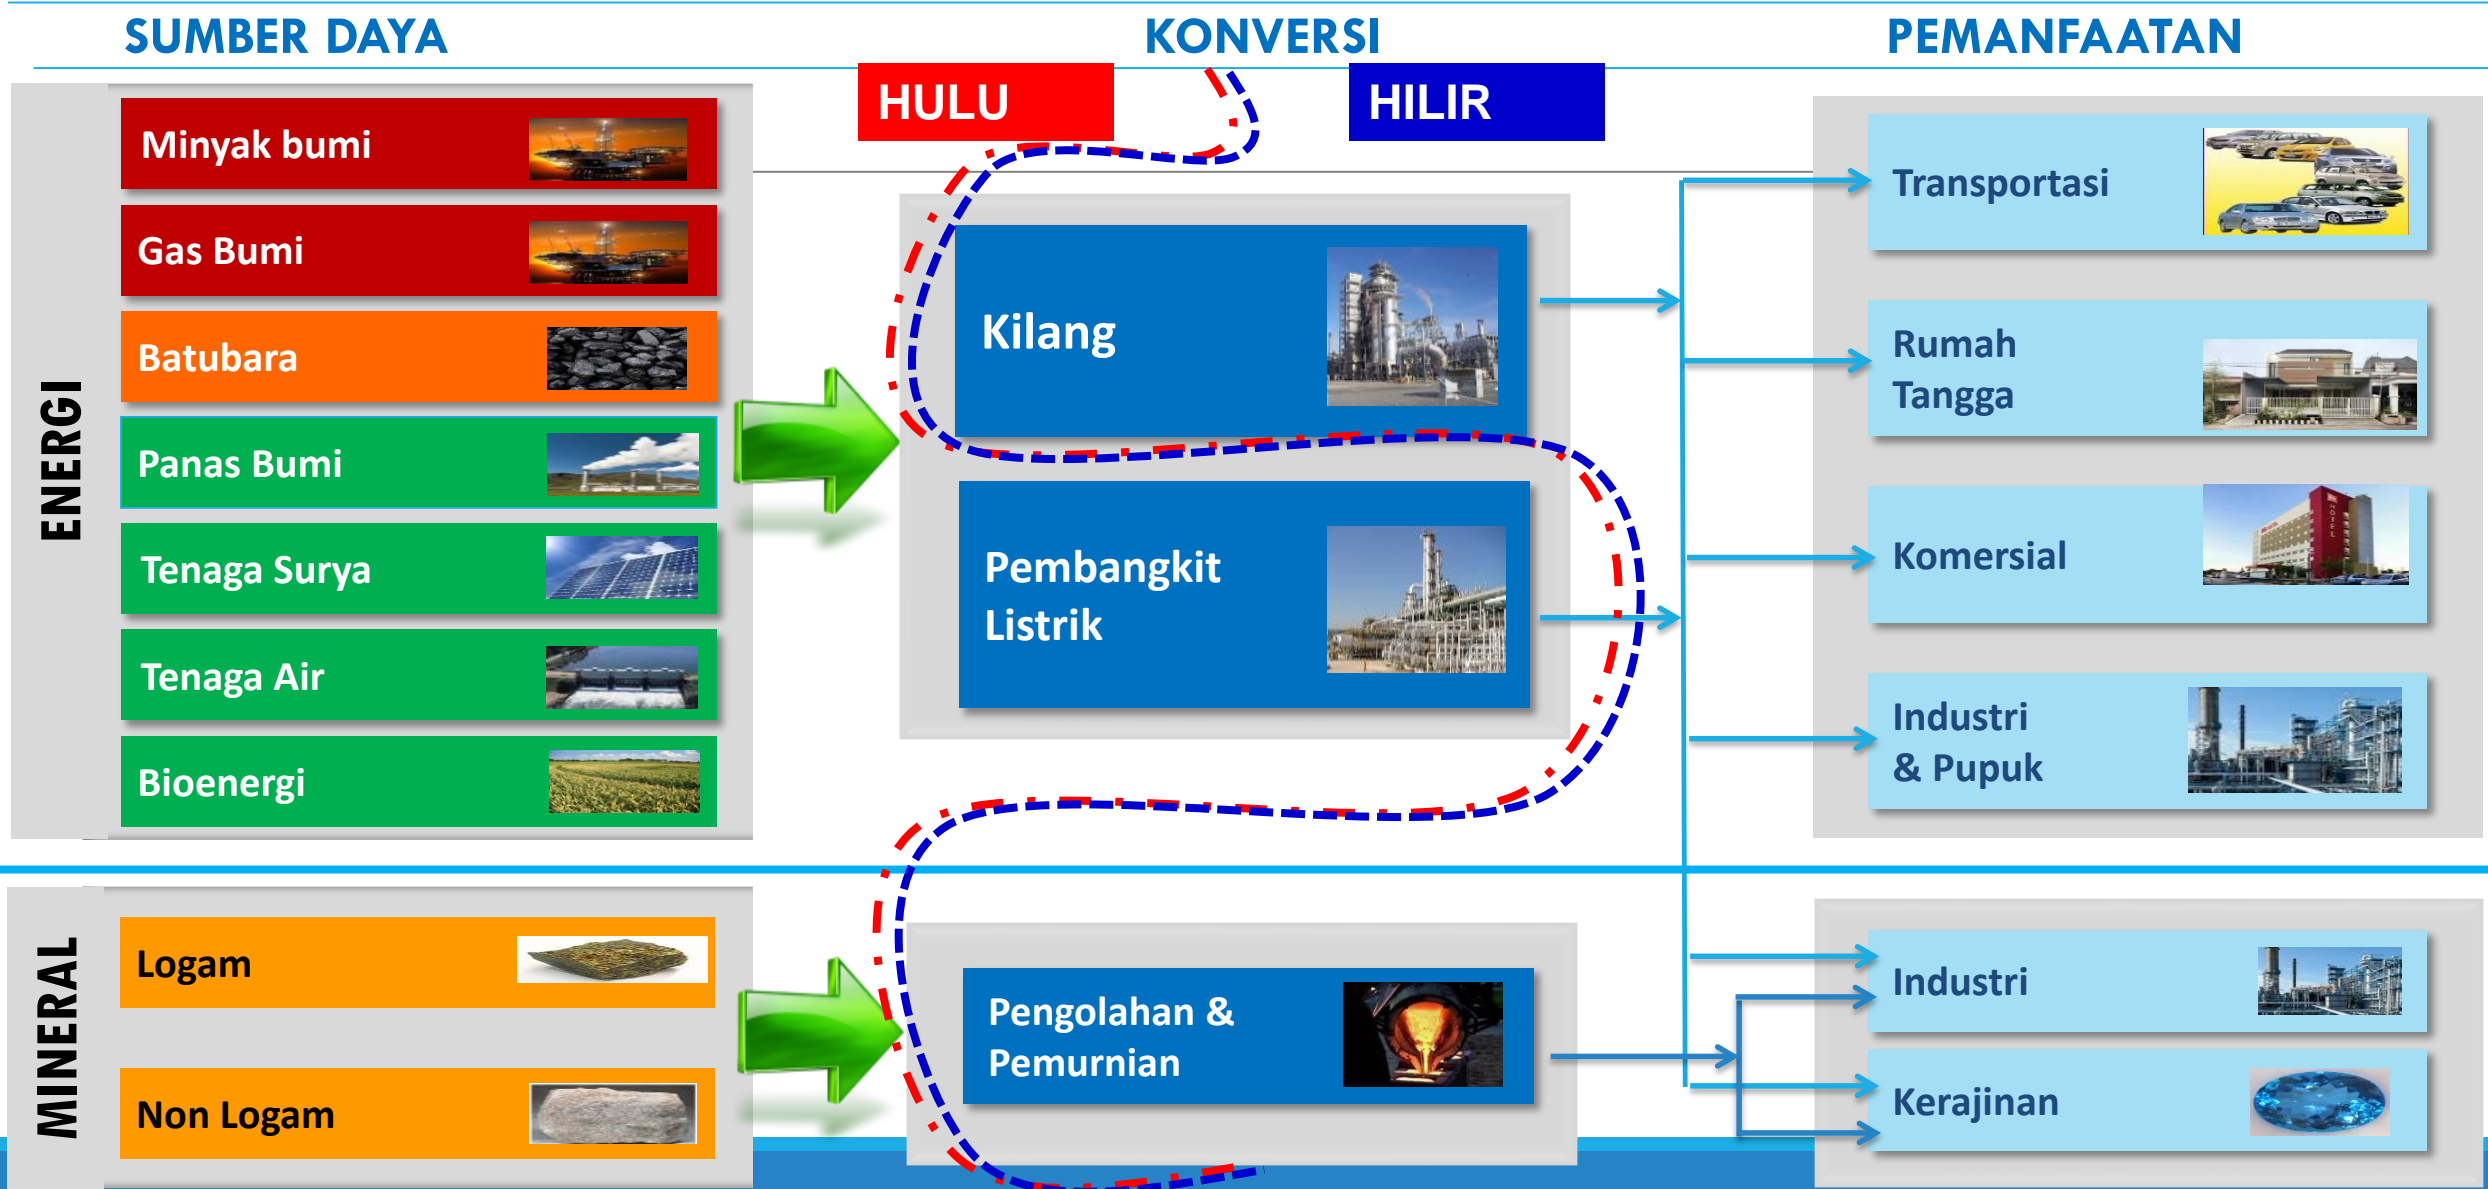 SUMBER DAYA
KONVERSI
PEMANFAATAN
HULU
HILIR
ENERGI
Minyak bumi
Gas Bumi
Batubara
Panas Bumi
Tenaga Surya
Tenaga Air
Bioenergi
Kilang
Pembangkit
Listrik
Transportasi
Rumah
Tangga
Komersial
Industri
& Pupuk
MINERAL
Logam
Non Logam
Pengolahan &
Pemurnian
Industri
Kerajinan
HOTEL